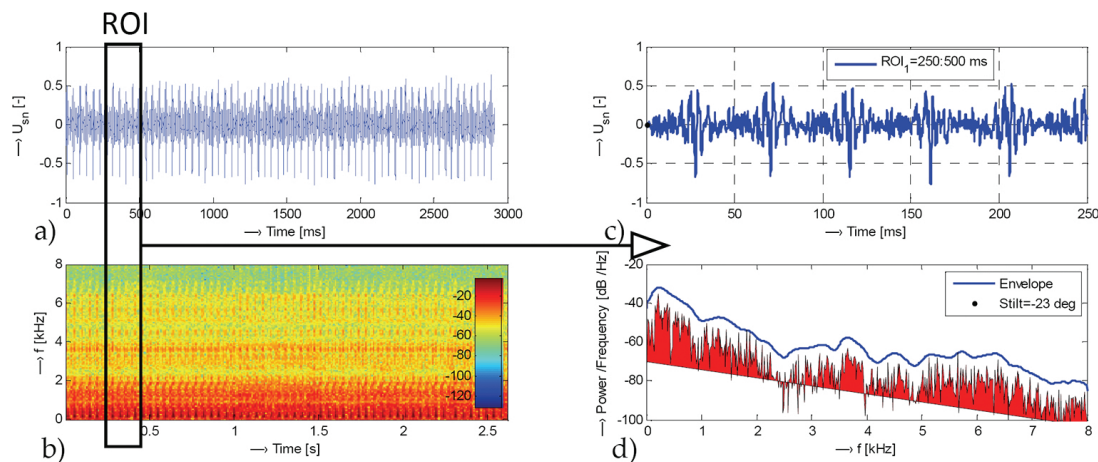 ROI
1
0.5
0
-0.5
-1
—> U_sn [-]
0 500 1000 1500 2000 2500 3000
—> Time [ms]
a)
1
0.5
0
-0.5
-1
—> U_sn [-]
ROI_1=250:500 ms
0 50 100 150 200 250
—> Time [ms]
c)
8
6
4
2
0
—> f [kHz]
-20
-40
-60
-80
-100
-120
0.5 1 1.5 2 2.5
—> Time [s]
b)
-20
-40
-60
-80
-100
—> Power /Frequency [dB /Hz]
Envelope
Stilt=-23 deg
0 1 2 3 4 5 6 7 8
—> f [kHz]
d)